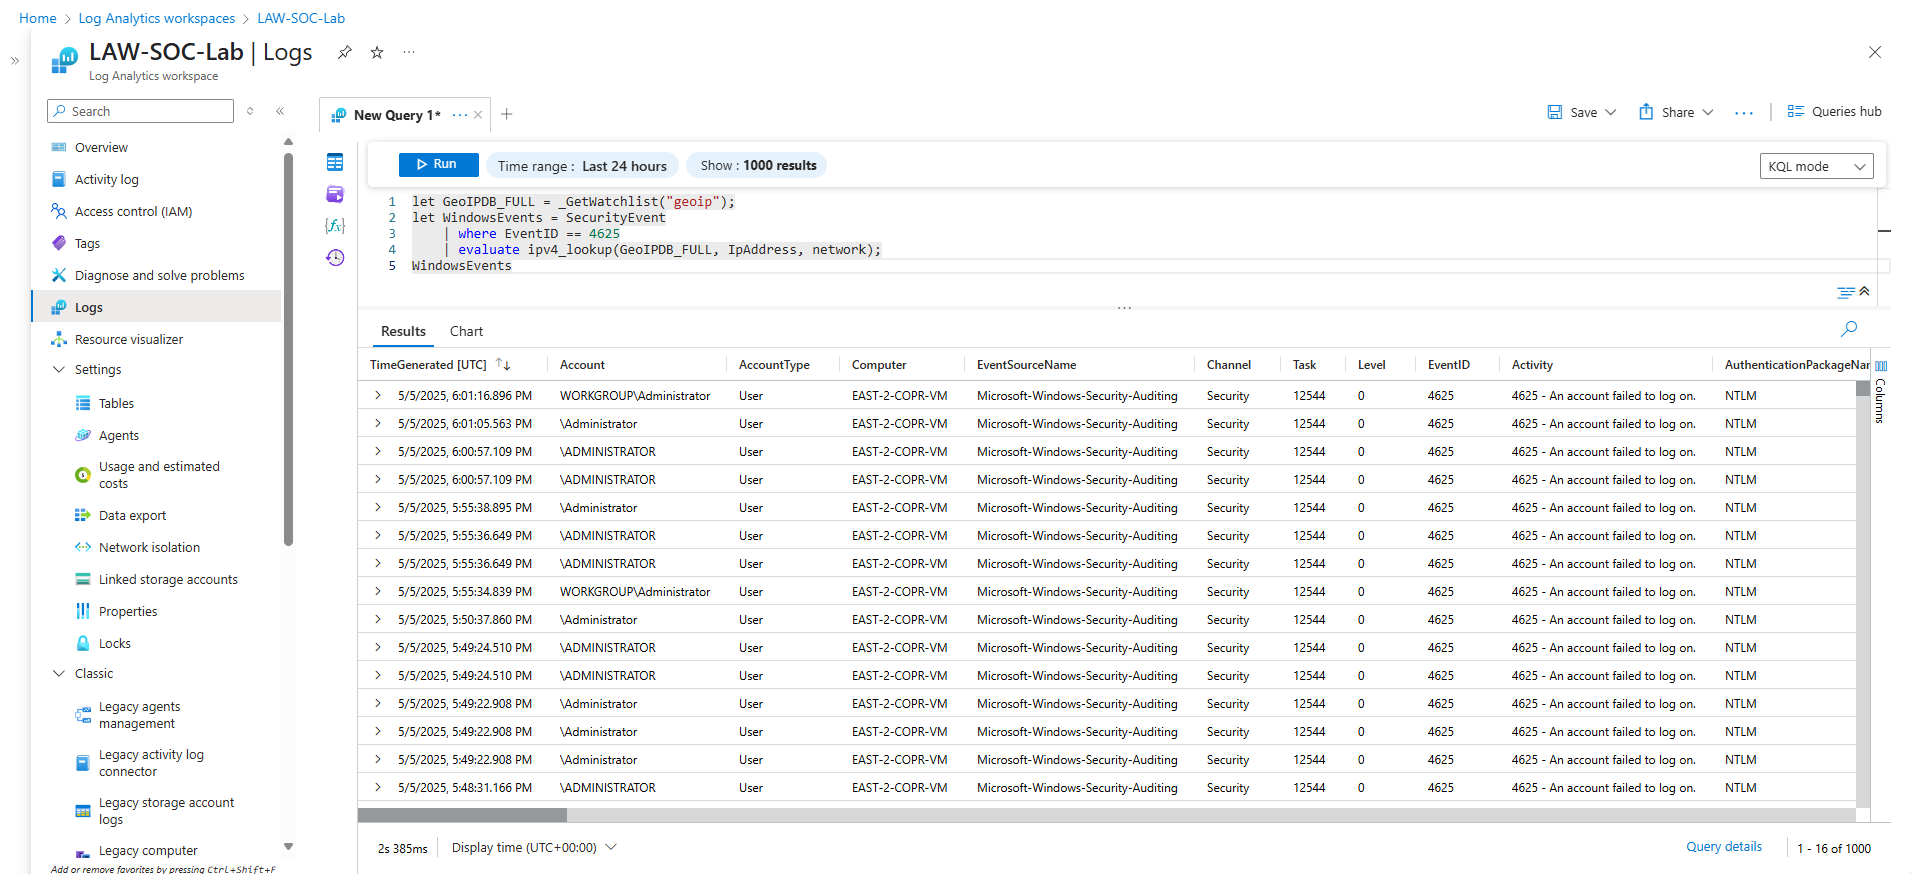 Home > Log Analytics workspaces > LAW-SOC-Lab
LAW-SOC-Lab | Logs
Log Analytics workspace
Search
Overview
Activity log
Access control (IAM)
Tags
Diagnose and solve problems
Logs
Resource visualizer
Settings
Tables
Agents
Usage and estimated
costs
Data export
Network isolation
Linked storage accounts
Properties
Locks
Classic
Legacy agents
management
Legacy activity log
connector
Legacy storage account
logs
Legacy computer
Add or remove favorites by pressing Ctrl+Shift+F
New Query 1*
Save Share Queries hub
Run Time range : Last 24 hours Show : 1000 results KQL mode
1 let GeoIPDB_FULL = _GetWatchlist("geoip");
2 let WindowsEvents = SecurityEvent
3 | where EventID == 4625
4 | evaluate ipv4_lookup(GeoIPDB_FULL, IpAddress, network);
5 WindowsEvents
Results Chart
TimeGenerated [UTC] Account AccountType Computer EventSourceName Channel Task Level EventID Activity AuthenticationPackageNar
5/5/2025, 6:01:16.896 PM WORKGROUP\Administrator User EAST-2-COPR-VM Microsoft-Windows-Security-Auditing Security 12544 0 4625 4625 - An account failed to log on. NTLM
5/5/2025, 6:01:05.563 PM \Administrator User EAST-2-COPR-VM Microsoft-Windows-Security-Auditing Security 12544 0 4625 4625 - An account failed to log on. NTLM
5/5/2025, 6:00:57.109 PM \ADMINISTRATOR User EAST-2-COPR-VM Microsoft-Windows-Security-Auditing Security 12544 0 4625 4625 - An account failed to log on. NTLM
5/5/2025, 6:00:57.109 PM \ADMINISTRATOR User EAST-2-COPR-VM Microsoft-Windows-Security-Auditing Security 12544 0 4625 4625 - An account failed to log on. NTLM
5/5/2025, 5:55:38.895 PM \Administrator User EAST-2-COPR-VM Microsoft-Windows-Security-Auditing Security 12544 0 4625 4625 - An account failed to log on. NTLM
5/5/2025, 5:55:36.649 PM \ADMINISTRATOR User EAST-2-COPR-VM Microsoft-Windows-Security-Auditing Security 12544 0 4625 4625 - An account failed to log on. NTLM
5/5/2025, 5:55:36.649 PM \ADMINISTRATOR User EAST-2-COPR-VM Microsoft-Windows-Security-Auditing Security 12544 0 4625 4625 - An account failed to log on. NTLM
5/5/2025, 5:55:34.839 PM WORKGROUP\Administrator User EAST-2-COPR-VM Microsoft-Windows-Security-Auditing Security 12544 0 4625 4625 - An account failed to log on. NTLM
5/5/2025, 5:50:37.860 PM \Administrator User EAST-2-COPR-VM Microsoft-Windows-Security-Auditing Security 12544 0 4625 4625 - An account failed to log on. NTLM
5/5/2025, 5:49:24.510 PM \ADMINISTRATOR User EAST-2-COPR-VM Microsoft-Windows-Security-Auditing Security 12544 0 4625 4625 - An account failed to log on. NTLM
5/5/2025, 5:49:24.510 PM \ADMINISTRATOR User EAST-2-COPR-VM Microsoft-Windows-Security-Auditing Security 12544 0 4625 4625 - An account failed to log on. NTLM
5/5/2025, 5:49:22.908 PM \Administrator User EAST-2-COPR-VM Microsoft-Windows-Security-Auditing Security 12544 0 4625 4625 - An account failed to log on. NTLM
5/5/2025, 5:49:22.908 PM \Administrator User EAST-2-COPR-VM Microsoft-Windows-Security-Auditing Security 12544 0 4625 4625 - An account failed to log on. NTLM
5/5/2025, 5:49:22.908 PM \Administrator User EAST-2-COPR-VM Microsoft-Windows-Security-Auditing Security 12544 0 4625 4625 - An account failed to log on. NTLM
5/5/2025, 5:48:31.166 PM \ADMINISTRATOR User EAST-2-COPR-VM Microsoft-Windows-Security-Auditing Security 12544 0 4625 4625 - An account failed to log on. NTLM
Columns
2s 385ms Display time (UTC+00:00) Query details 1 - 16 of 1000